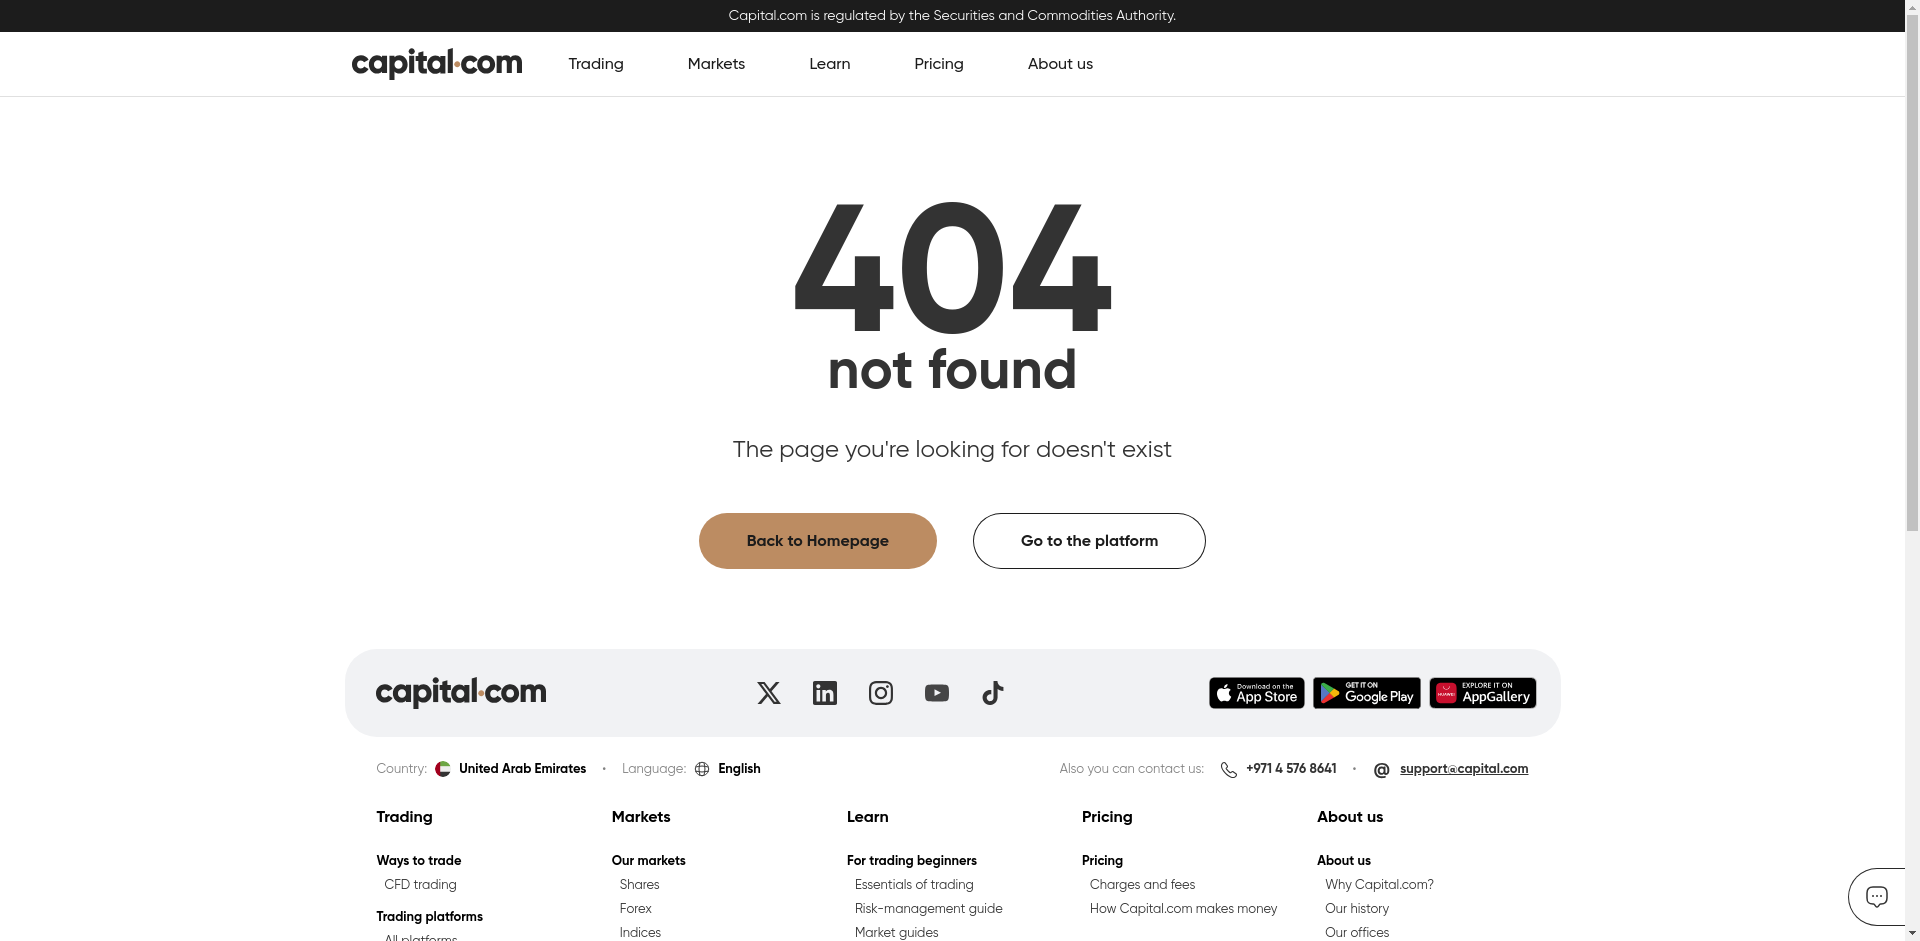 Capital.com is regulated by the Securities and Commodities Authority.
capital.com
Trading
Markets
Learn
Pricing
About us
404
not found
The page you're looking for doesn't exist
Back to Homepage
Go to the platform
capital.com
Download on the
App Store
GET IT ON
Google Play
HUAWEI
EXPLORE IT ON
AppGallery
Country: United Arab Emirates • Language: English
Also you can contact us: +971 4 576 8641 • @ support@capital.com
Trading
Ways to trade
CFD trading
Trading platforms
All platforms
Markets
Our markets
Shares
Forex
Indices
Learn
For trading beginners
Essentials of trading
Risk-management guide
Market guides
Pricing
Pricing
Charges and fees
How Capital.com makes money
About us
About us
Why Capital.com?
Our history
Our offices